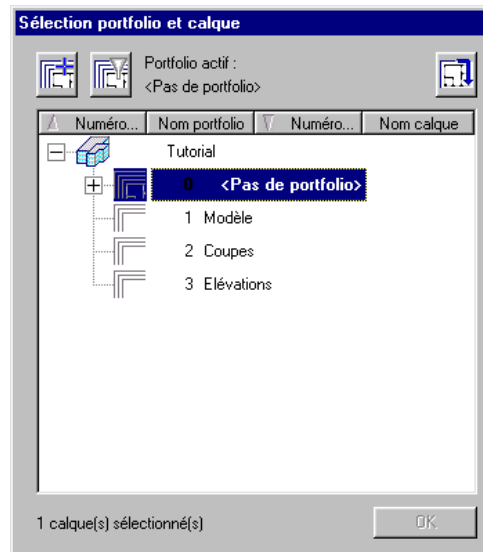 Sélection portfolio et calque
Portfolio actif :
<Pas de portfolio>
Numéro... Nom portfolio Numéro... Nom calque
Tutorial
0 <Pas de portfolio>
1 Modèle
2 Coupes
3 Elévations
1 calque(s) sélectionné(s)
OK